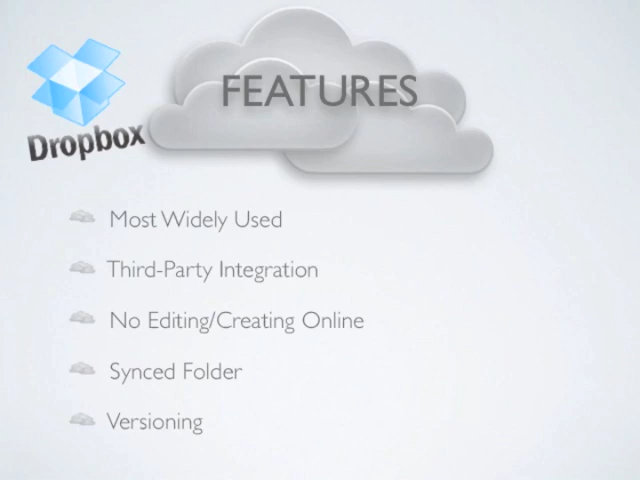 FEATURES
Dropbox
Most Widely Used
Third-Party Integration
No Editing/Creating Online
Synced Folder
Versioning